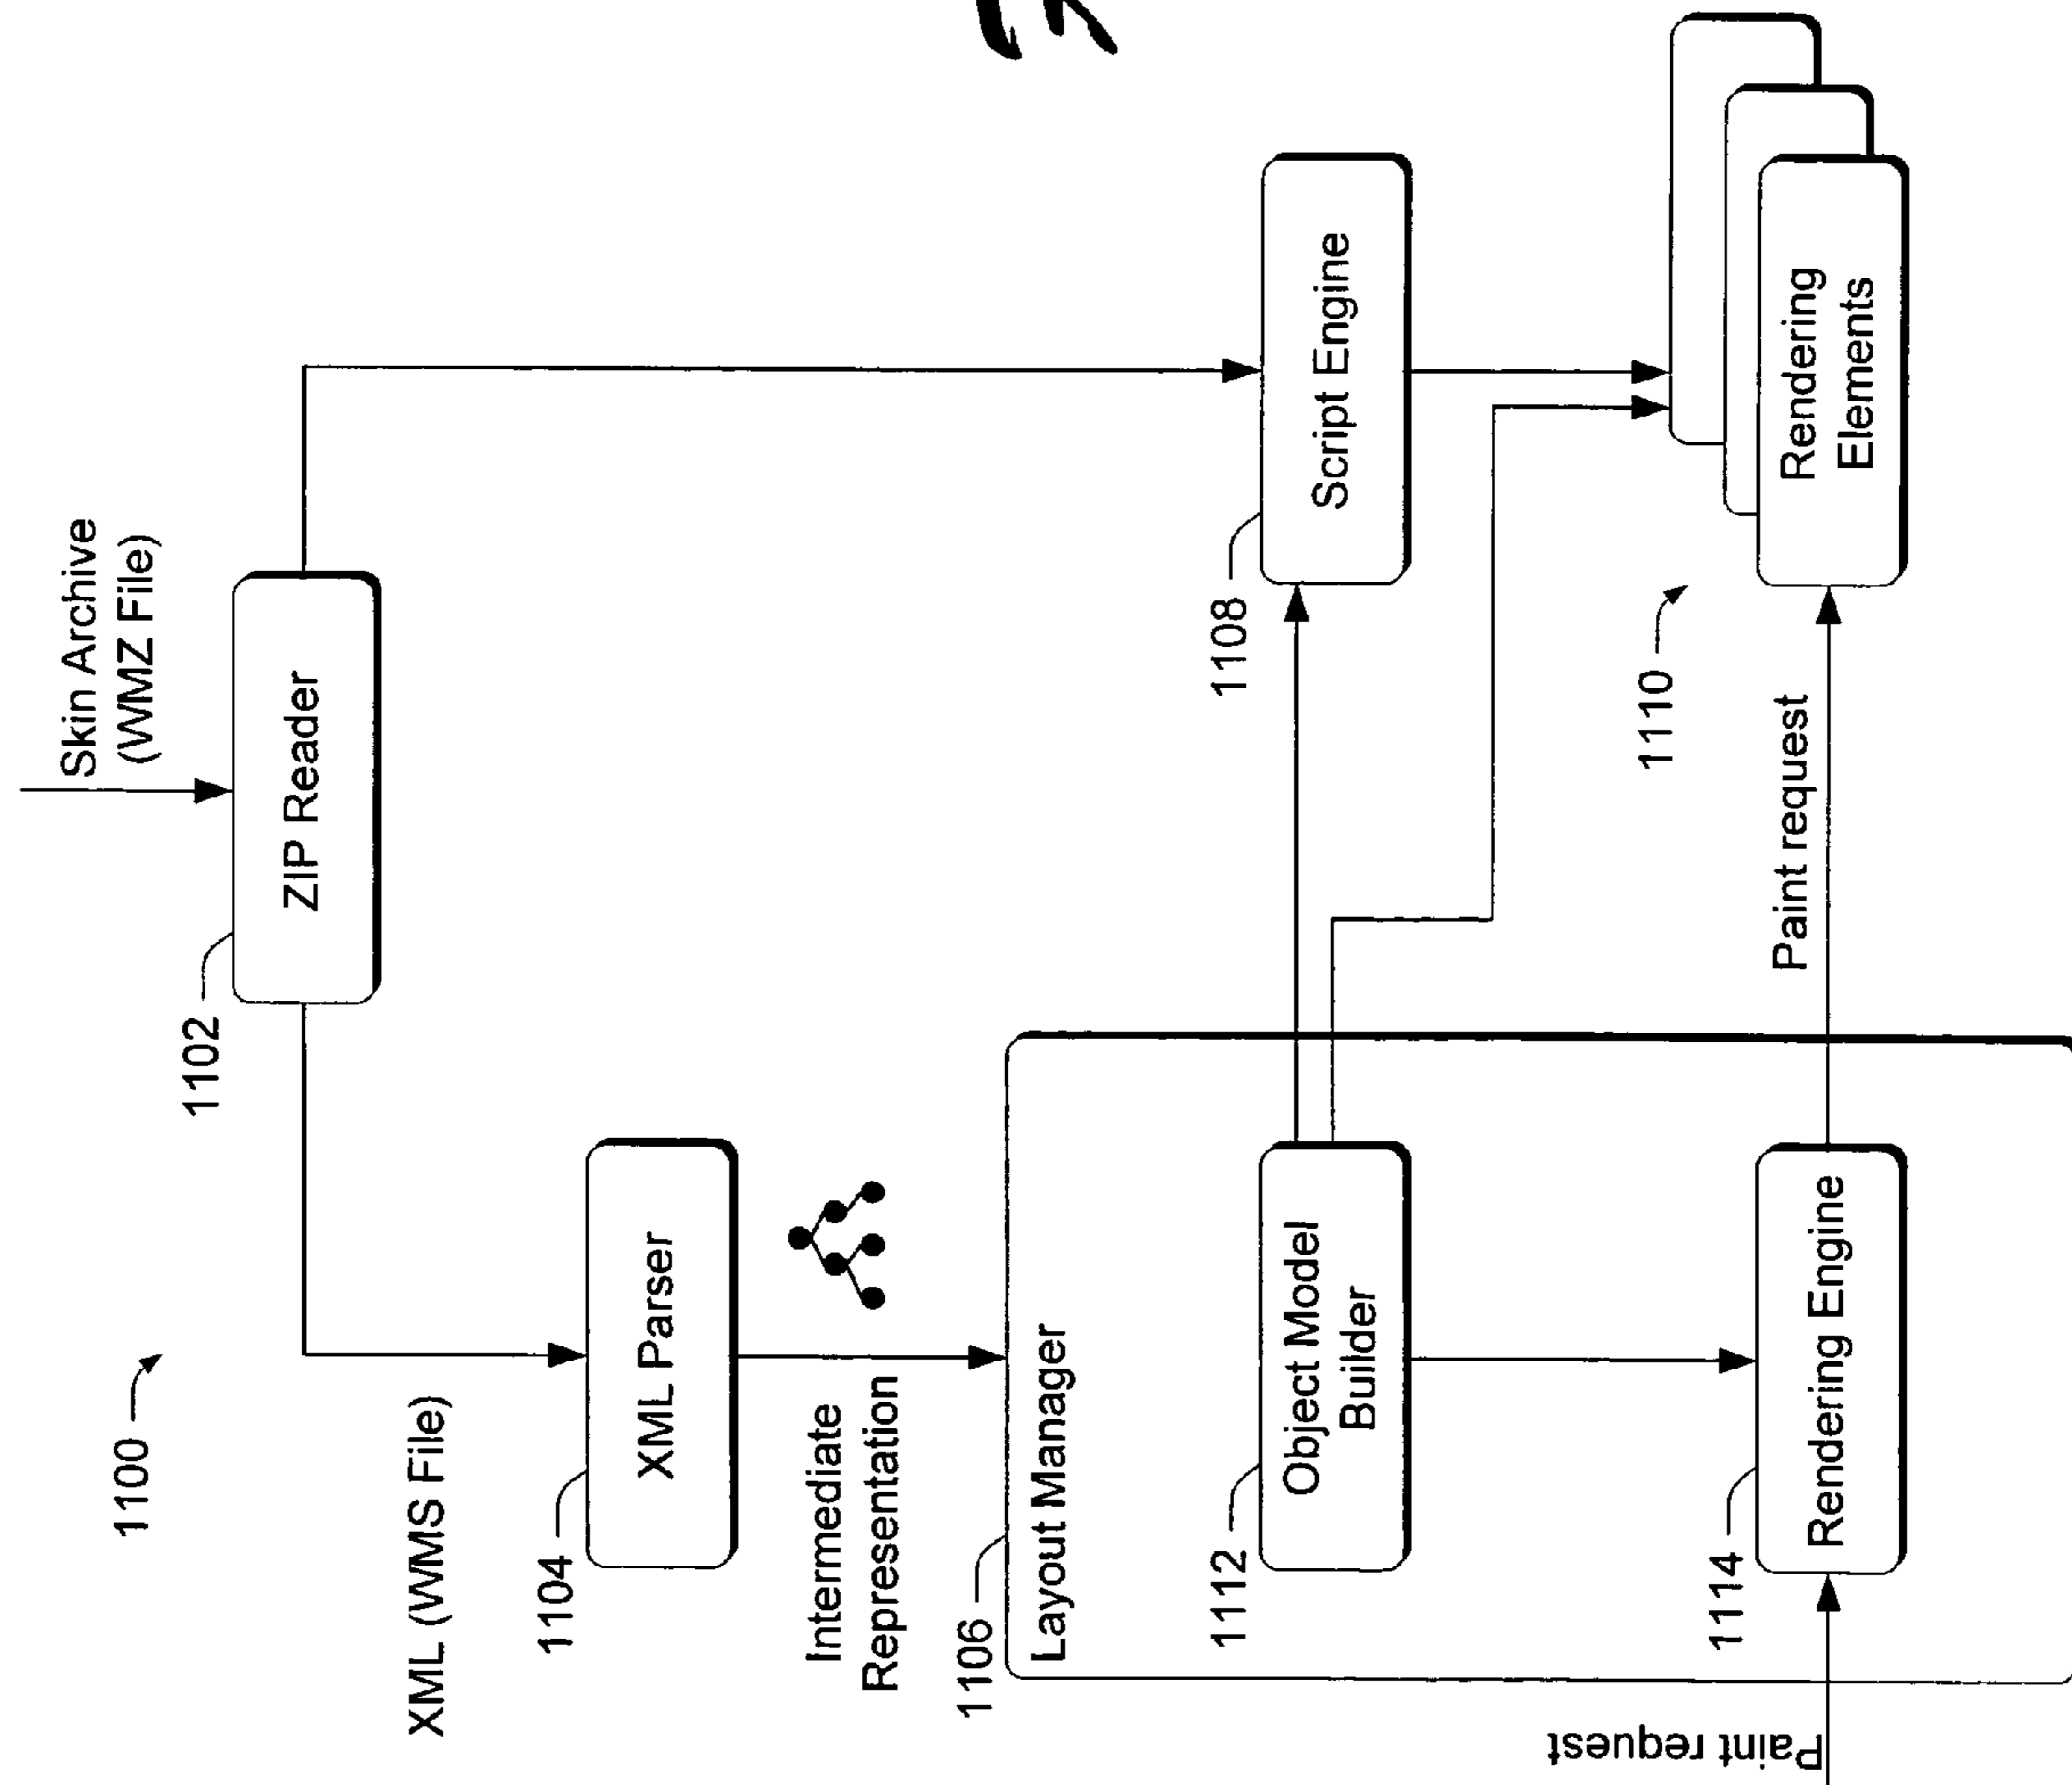 1100
Skin Archive
(WMZ File)
1102
ZIP Reader
XML (WMS File)
1104
XML Parser
Intermediate
Representation
1106
Layout Manager
1112
Object Model
Builder
1108
Script Engine
1110
Rendering
Elements
1114
Rendering Engine
Paint request
Paint request